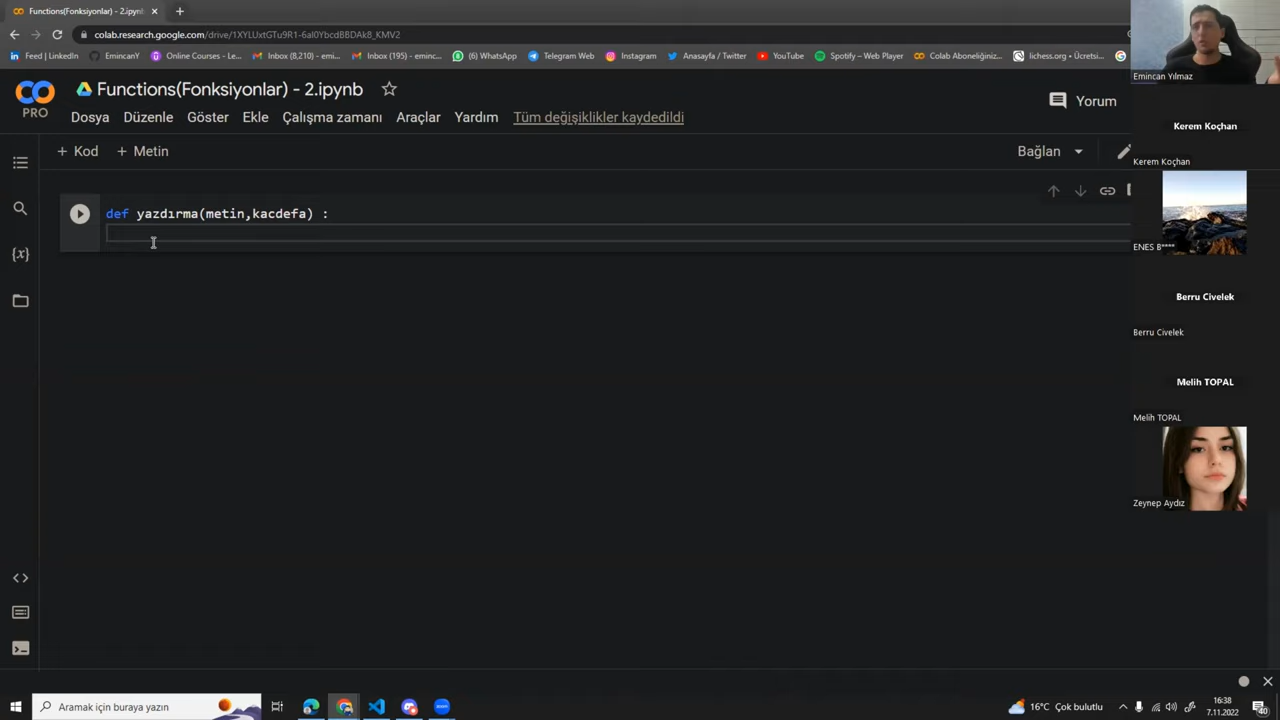 Functions(Fonksiyonlar) - 2.ipynb
colab.research.google.com/drive/1XYLUxtGTu9R1-6al0YbcdBBDAk8_KMV2
Feed | LinkedIn
EmincanY
Online Courses - Le...
Inbox (8,210) - emi...
Inbox (195) - eminc...
(6) WhatsApp
Telegram Web
Instagram
Anasayfa / Twitter
YouTube
Spotify – Web Player
Colab Aboneliğiniz...
lichess.org • Ücretsi...
Emincan Yılmaz
PRO
Functions(Fonksiyonlar) - 2.ipynb
Yorum
Dosya
Düzenle
Göster
Ekle
Çalışma zamanı
Araçlar
Yardım
Tüm değişiklikler kaydedildi
Kerem Koçhan
Kerem Koçhan
+ Kod
+ Metin
Bağlan
def yazdırma(metin,kacdefa) :
{x}
ENES B****
Berru Civelek
Berru Civelek
Melih TOPAL
Melih TOPAL
Zeynep Aydız
Aramak için buraya yazın
16°C Çok bulutlu
16:38
7.11.2022
40